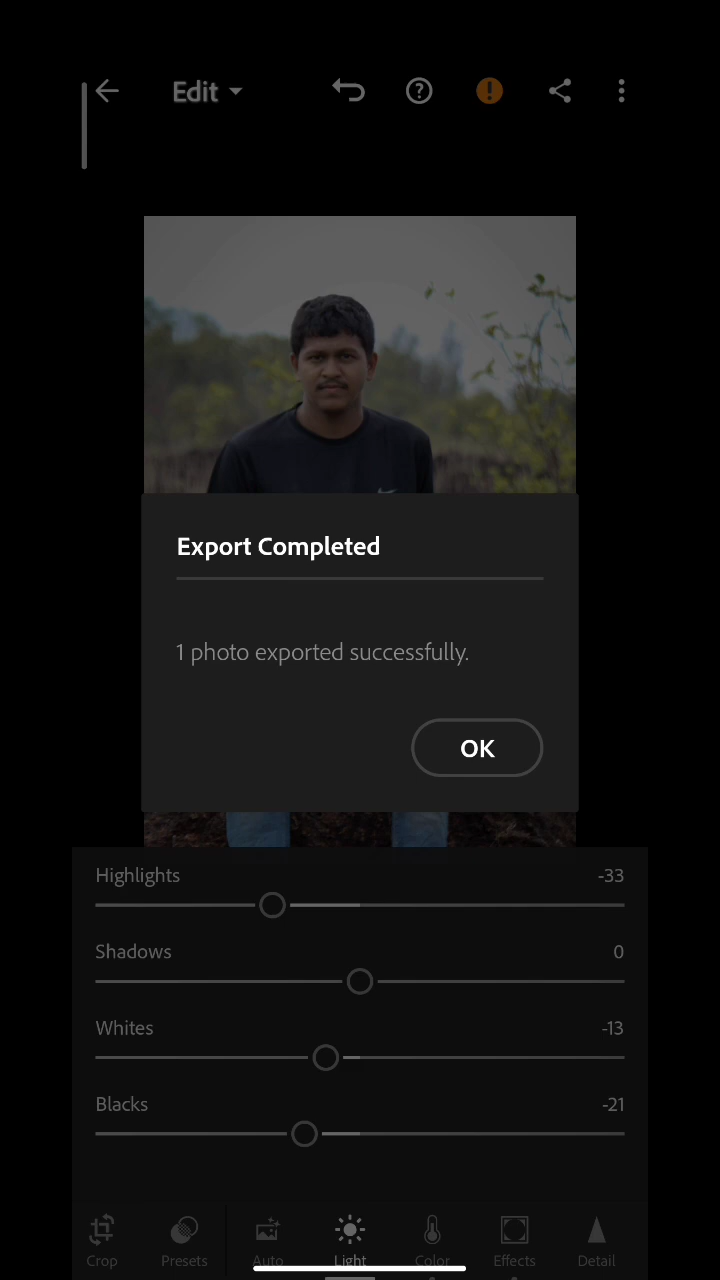 Edit
Export Completed
1 photo exported successfully.
OK
Highlights -33
Shadows 0
Whites -13
Blacks -21
Crop Presets Auto Light Color Effects Detail